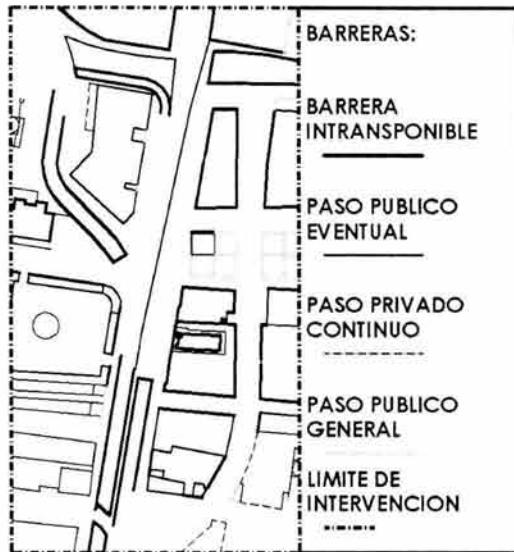 BARRERAS:
BARRERA
INTRANSPONIBLE
PASO PUBLICO
EVENTUAL
PASO PRIVADO
CONTINUO
PASO PUBLICO
GENERAL
LIMITE DE
INTERVENCION